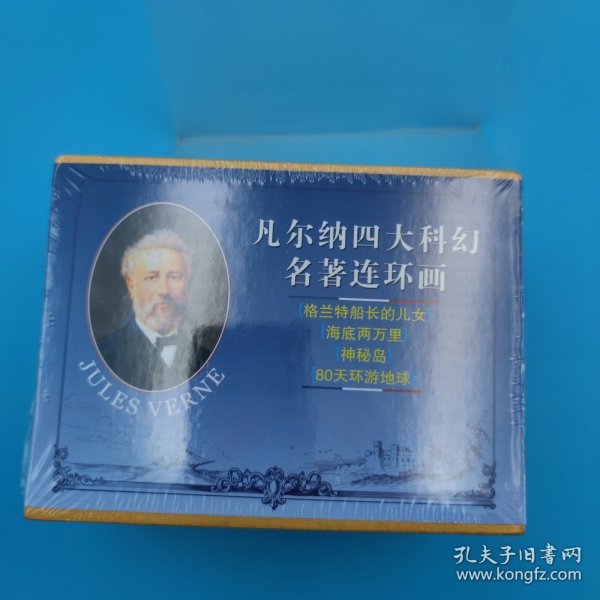 凡尔纳四大科幻
名著连环画
{格兰特船长的儿女}
{海底两万里}
{神秘岛}
{80天环游地球}
JULES VERNE
孔夫子旧书网
www.kongfz.com